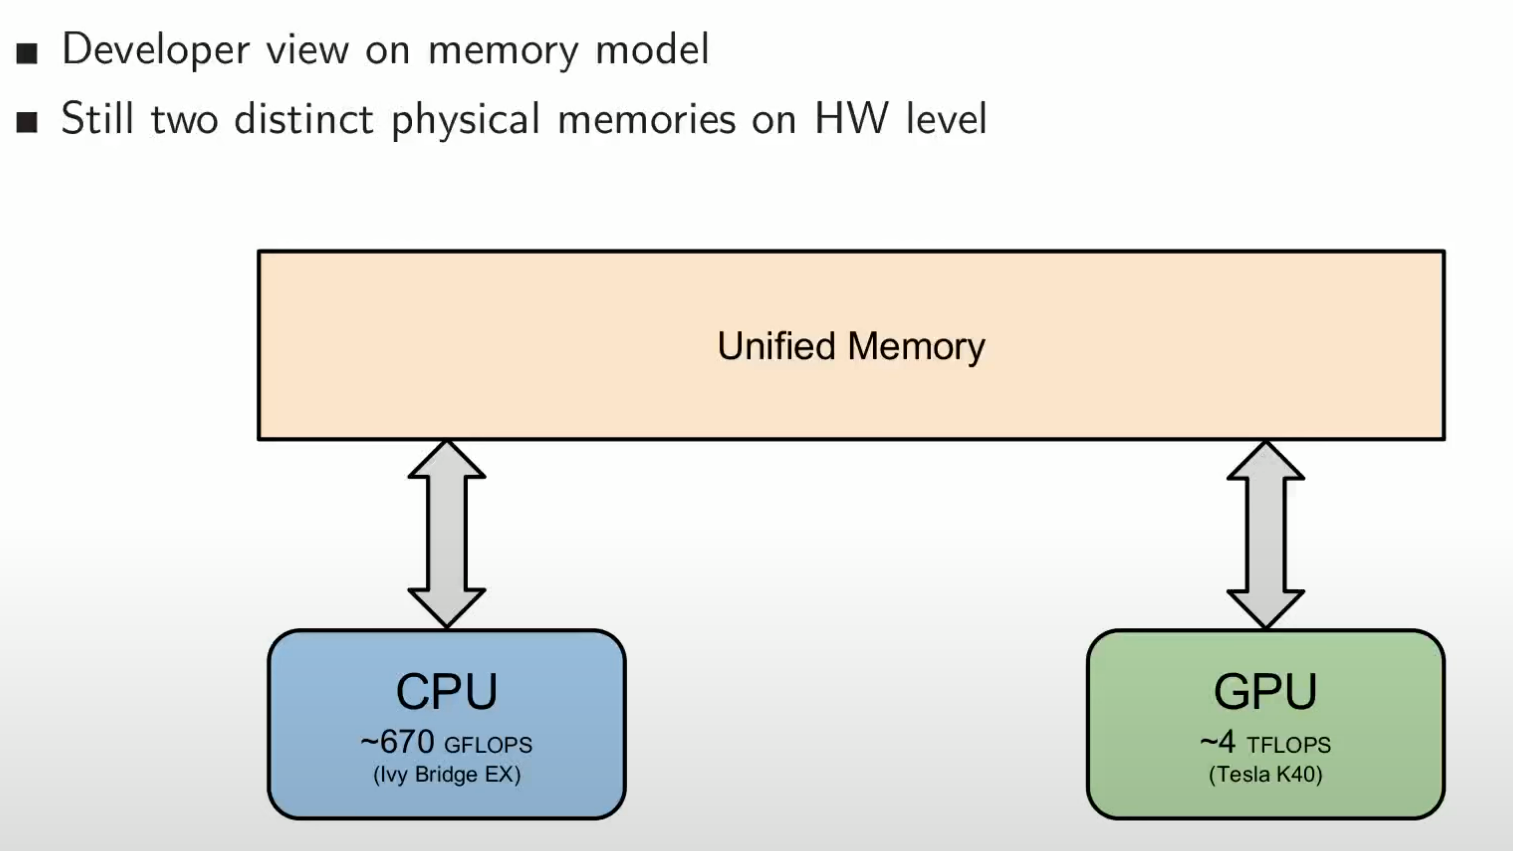 Developer view on memory model
Still two distinct physical memories on HW level
Unified Memory
CPU
~670 GFLOPS
(Ivy Bridge EX)
GPU
~4 TFLOPS
(Tesla K40)